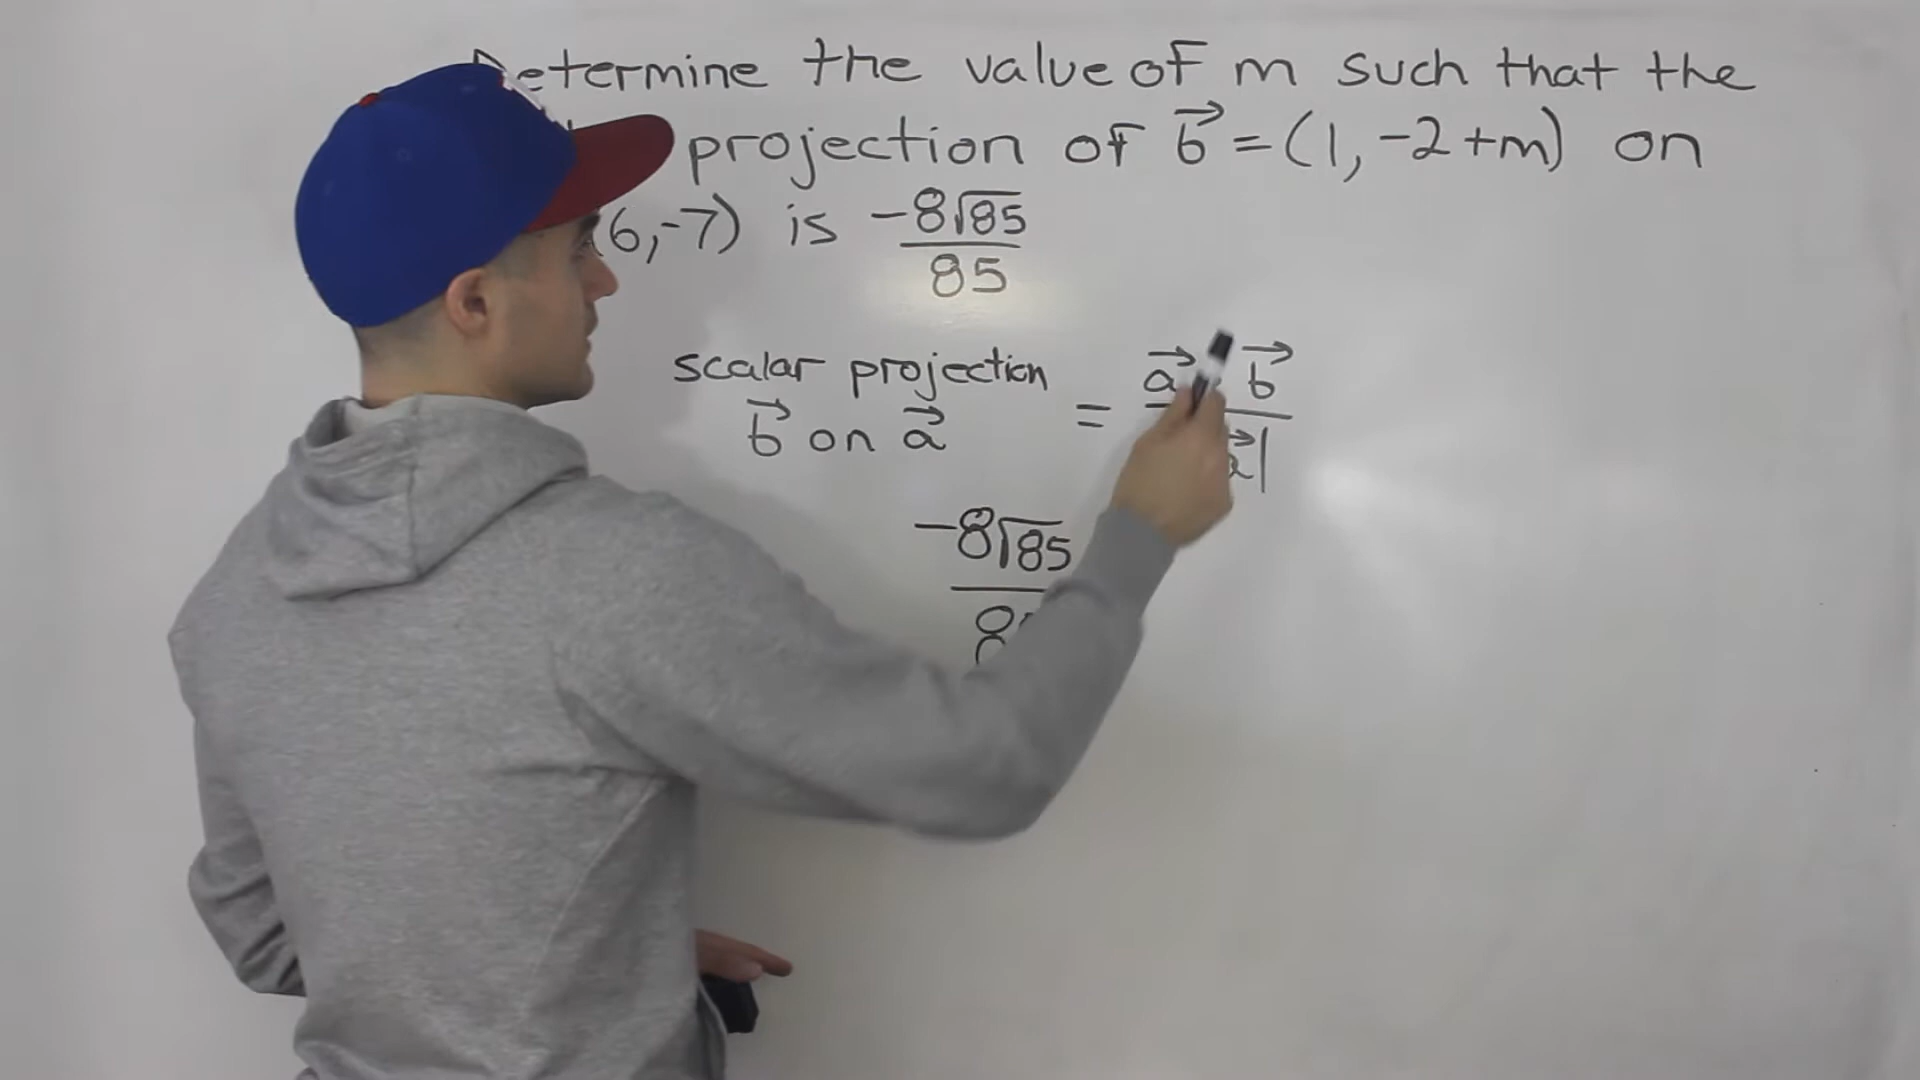 Determine the value of m such that the
projection of b⃗ = (1, -2+m) on
(6,-7) is -8√85/85
scalar projection b⃗ on a⃗ = a⃗ · b⃗ / |a⃗|
-8√85